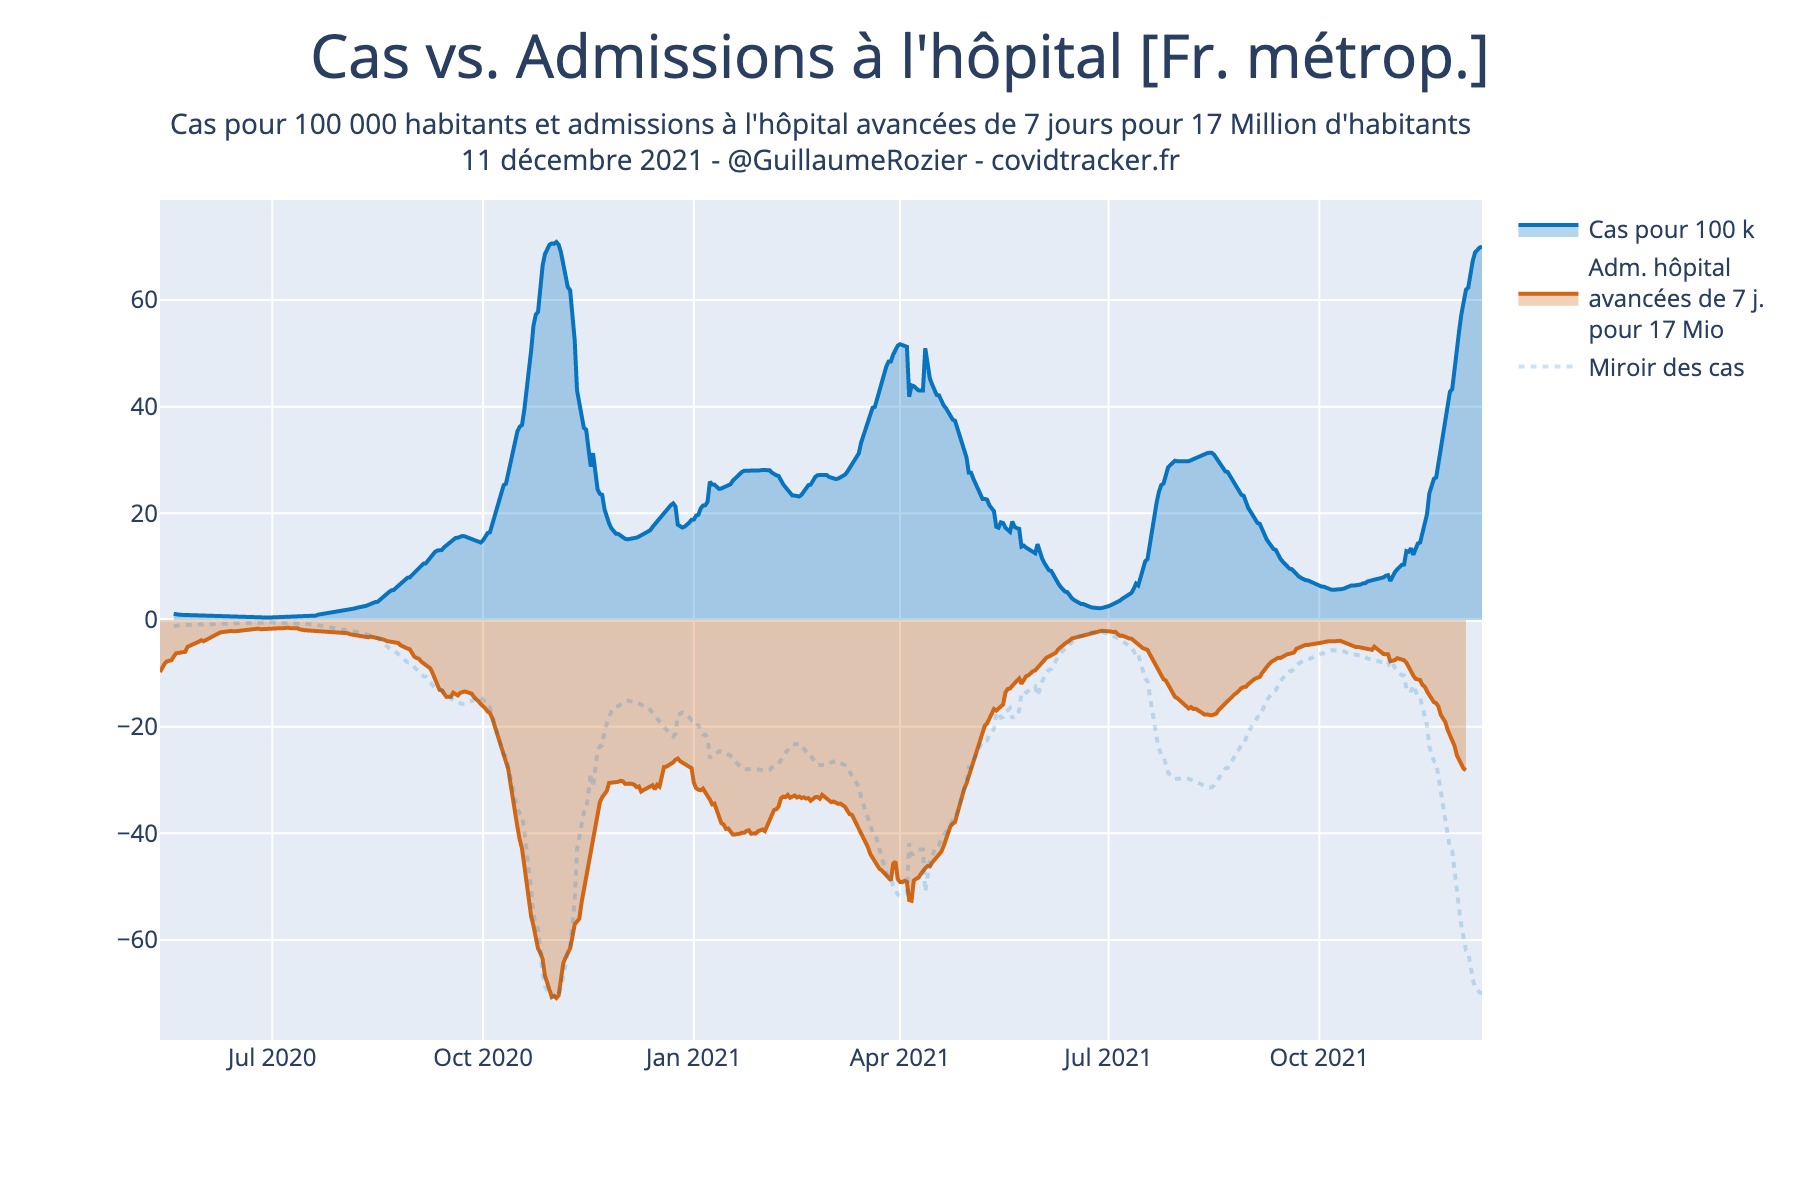 Cas vs. Admissions à l'hôpital [Fr. métrop.]
Cas pour 100 000 habitants et admissions à l'hôpital avancées de 7 jours pour 17 Million d'habitants
11 décembre 2021 - @GuillaumeRozier - covidtracker.fr
Cas pour 100 k
Adm. hôpital
avancées de 7 j.
pour 17 Mio
Miroir des cas
60
40
20
0
−20
−40
−60
Jul 2020
Oct 2020
Jan 2021
Apr 2021
Jul 2021
Oct 2021